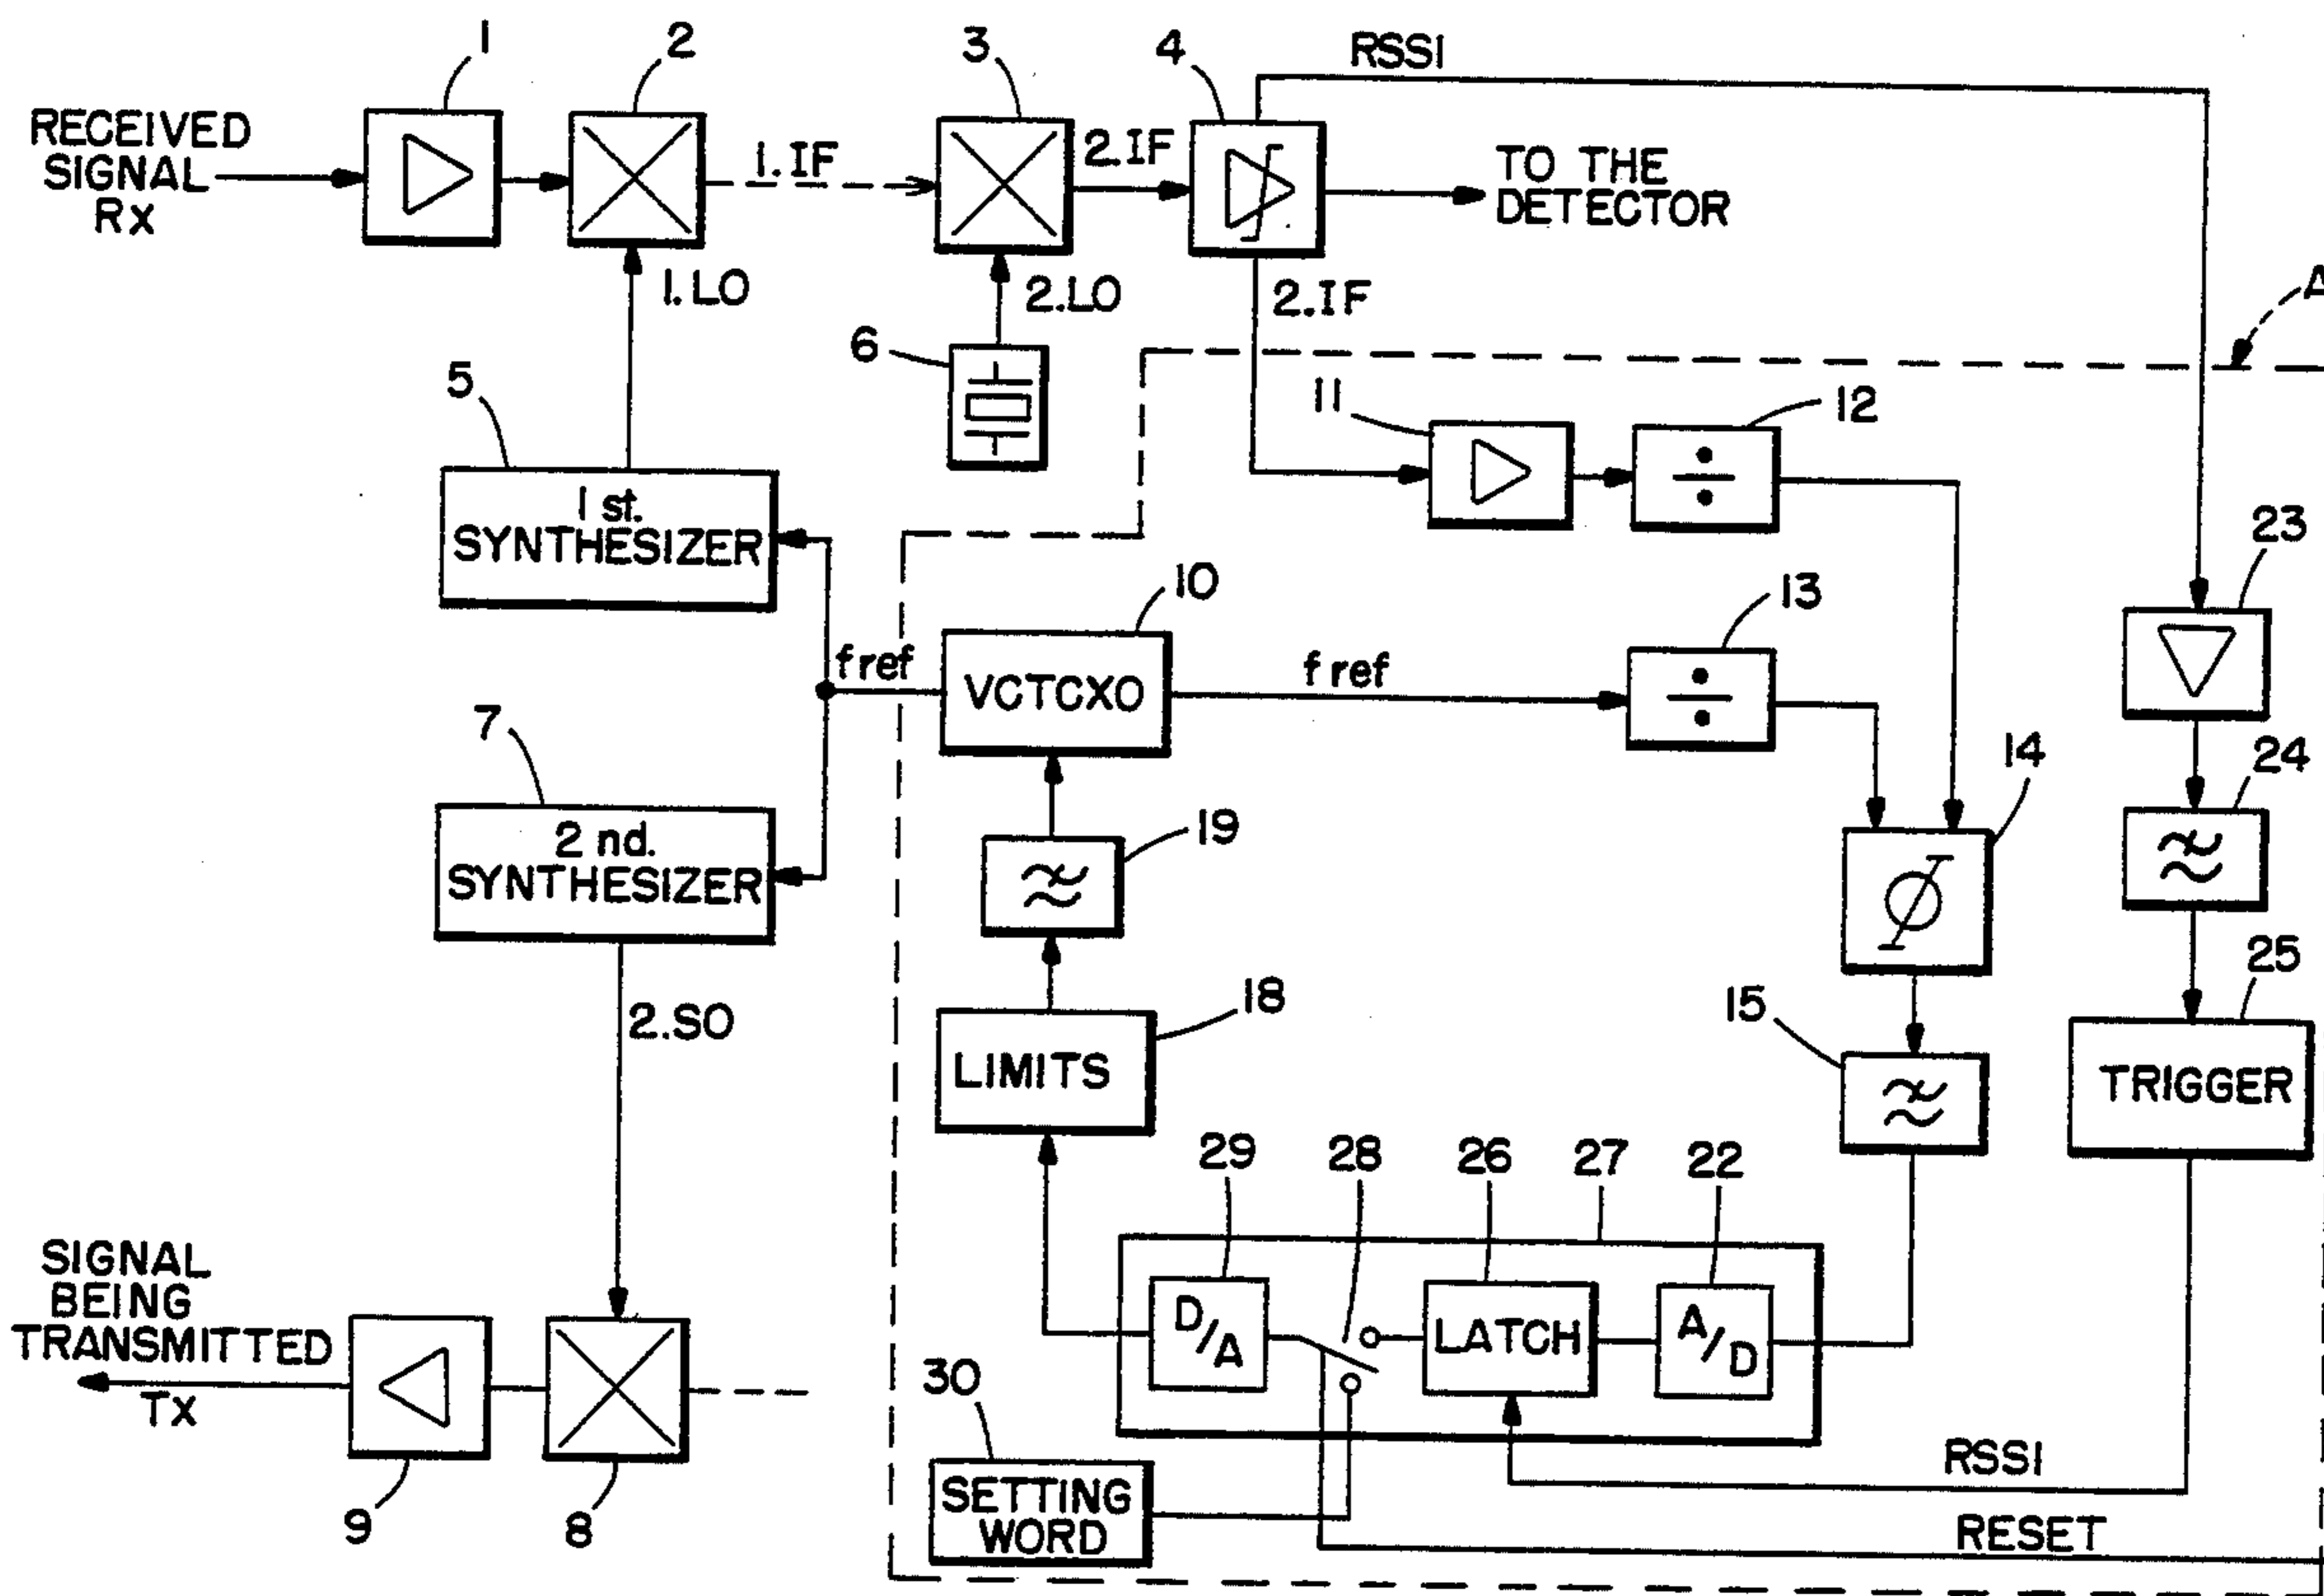 1
2
3
4
RSSI
RECEIVED
SIGNAL
Rx
1.IF
2.IF
TO THE
DETECTOR
1.LO
2.LO
2.IF
A
6
5
11
12
1 st.
SYNTHESIZER
23
10
13
f ref
VCTCXO
f ref
7
14
24
2 nd.
SYNTHESIZER
19
25
2.SO
18
15
LIMITS
TRIGGER
29
28
26
27
22
SIGNAL
BEING
TRANSMITTED
Tx
D/A
LATCH
A/D
30
RSSI
SETTING
WORD
RESET
9
8